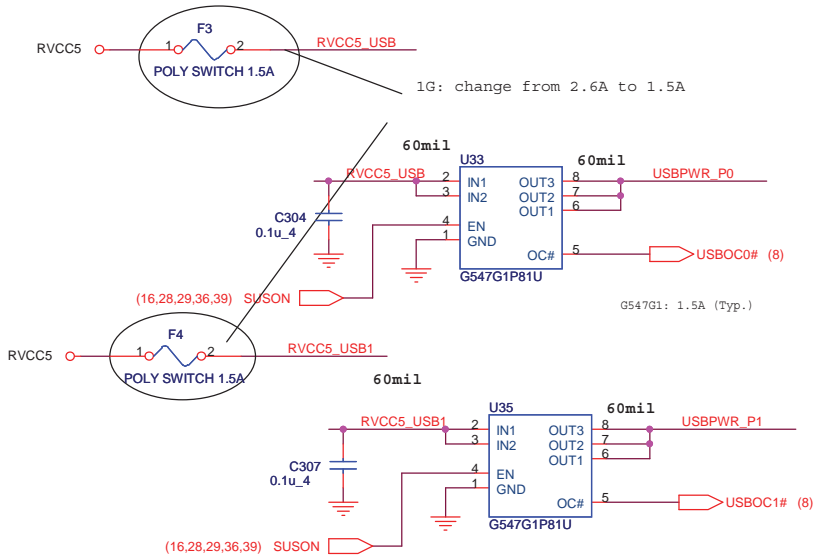 F3
RVCC5 1 2 RVCC5_USB
POLY SWITCH 1.5A
1G: change from 2.6A to 1.5A
60mil U33 60mil
RVCC5_USB 2 IN1 OUT3 8 USBPWR_P0
3 IN2 OUT2 7
OUT1 6
C304
0.1u_4
4 EN
1 GND
OC# 5 USBOC0# (8)
G547G1P81U
(16,28,29,36,39) SUSON
G547G1: 1.5A (Typ.)
F4
RVCC5 1 2 RVCC5_USB1
POLY SWITCH 1.5A
60mil
U35 60mil
RVCC5_USB1 2 IN1 OUT3 8 USBPWR_P1
3 IN2 OUT2 7
OUT1 6
C307
0.1u_4
4 EN
1 GND
OC# 5 USBOC1# (8)
G547G1P81U
(16,28,29,36,39) SUSON